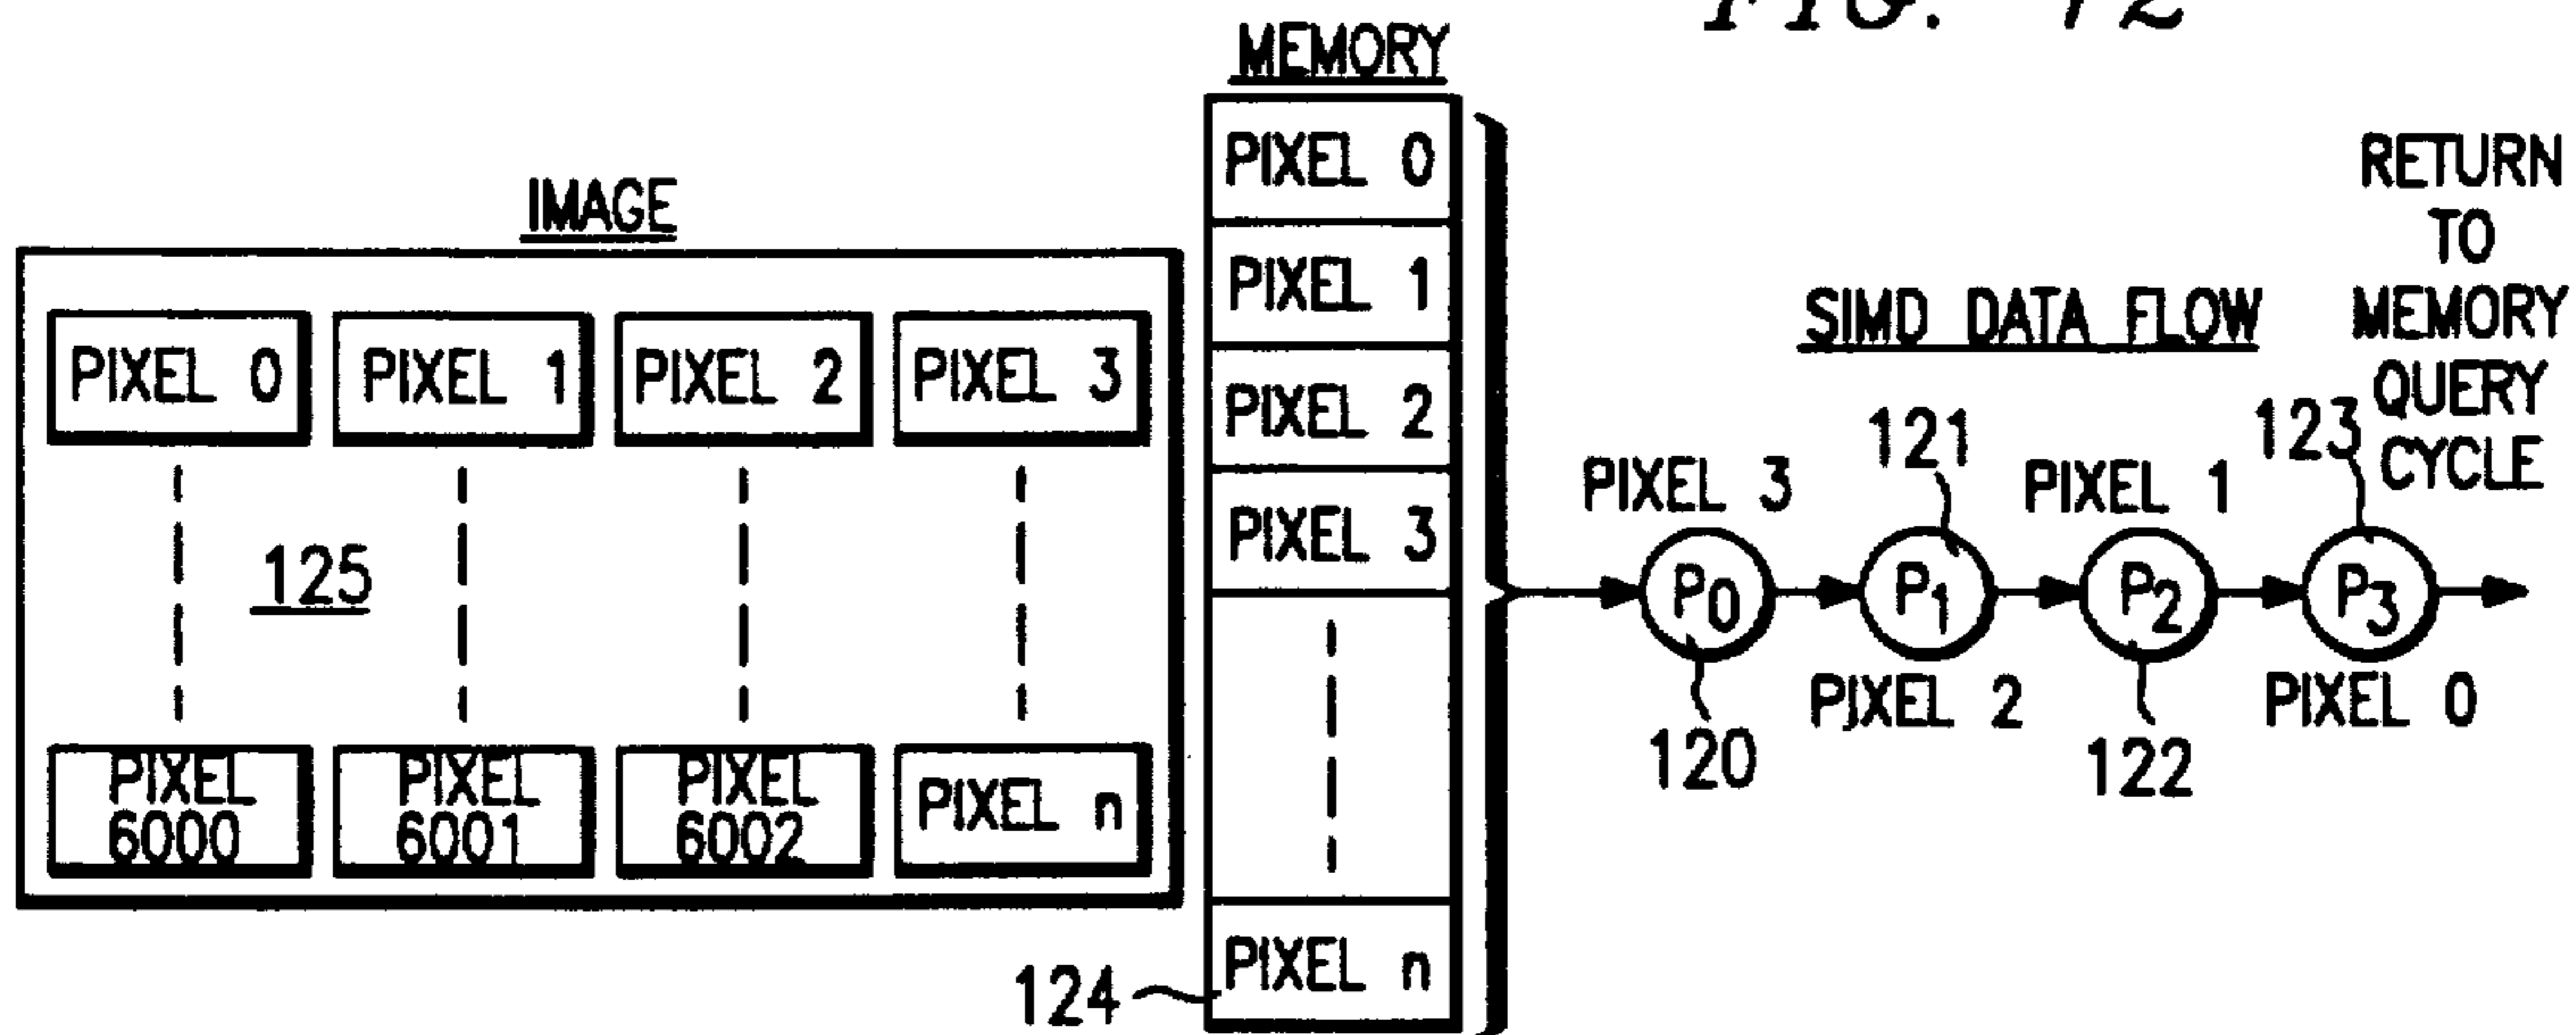 FIG. 12
MEMORY
IMAGE
PIXEL 0
PIXEL 1
PIXEL 2
PIXEL 3
125
PIXEL 6000
PIXEL 6001
PIXEL 6002
PIXEL n
PIXEL 0
PIXEL 1
PIXEL 2
PIXEL 3
PIXEL n
124
SIMD DATA FLOW
RETURN
TO
MEMORY
QUERY
CYCLE
PIXEL 3
121
PIXEL 1
123
P0
P1
P2
P3
120
PIXEL 2
122
PIXEL 0